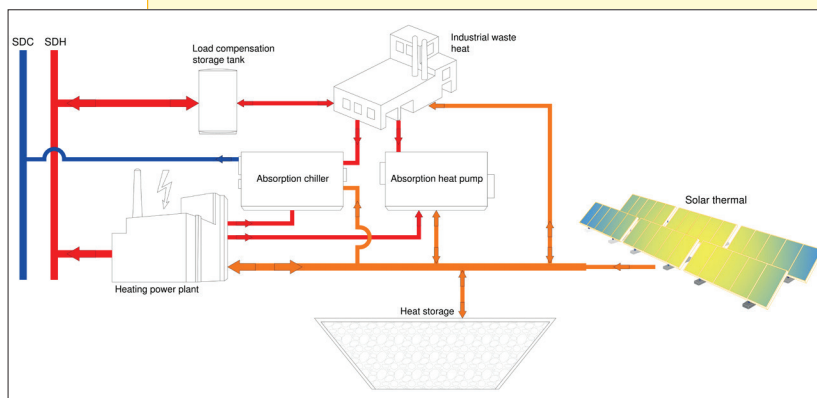 SDC
SDH
Load compensation
storage tank
Industrial waste
heat
Absorption chiller
Absorption heat pump
Solar thermal
Heating power plant
Heat storage